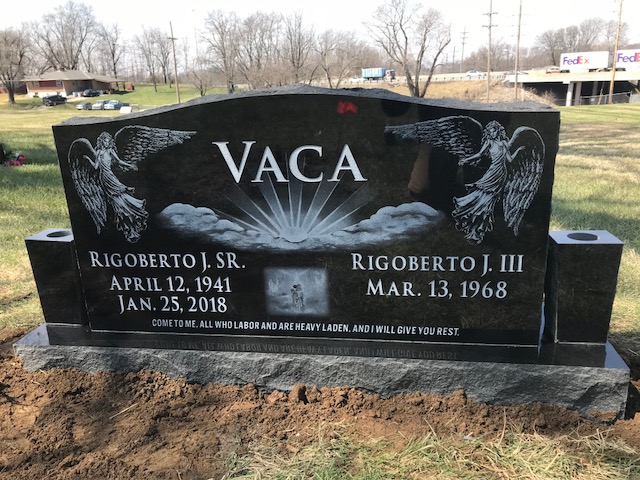 FedEx
FedEx
VACA
RIGOBERTO J. SR.
APRIL 12, 1941
JAN. 25, 2018
RIGOBERTO J. III
MAR. 13, 1968
COME TO ME. ALL WHO LABOR AND ARE HEAVY LADEN. AND I WILL GIVE YOU REST.